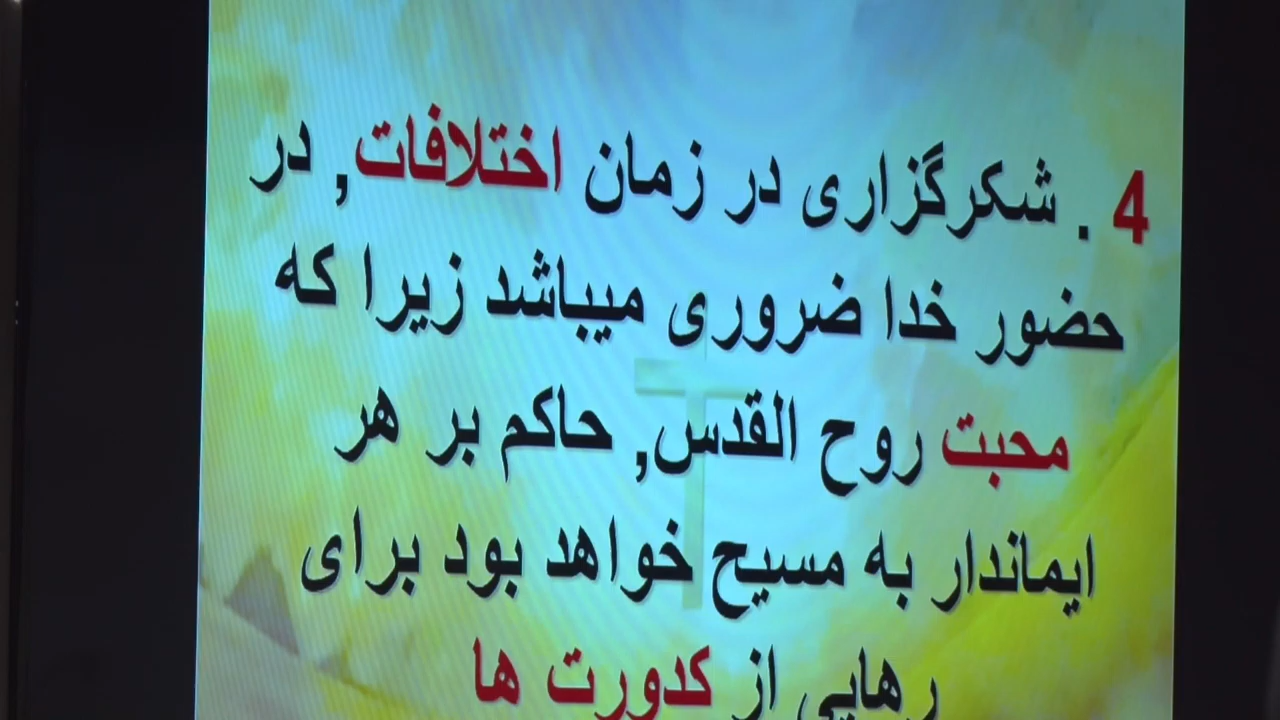 4 . شکرگزاری در زمان اختلافات, در
حضور خدا ضروری میباشد زیرا که
محبت روح القدس, حاکم بر هر
ایماندار به مسیح خواهد بود برای
رهایی از کدورت ها